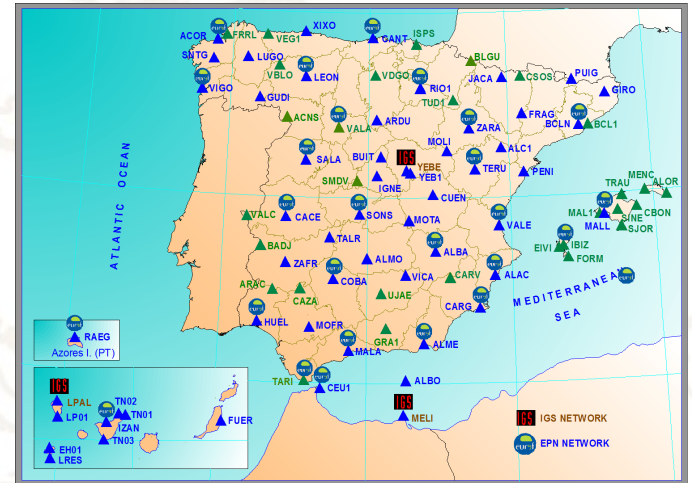 XIXO
ACOR
FRRL
VEG1
CANT
ISPS
SNTG
LUGO
BLGU
VBLO
LEON
VDGO
RIO1
JACA
CSOS
PUIG
VIGO
GUDI
TUD1
GIRO
ACNS
VALA
ARDU
ZARA
FRAG
BCLN
BCL1
MOLI
ALC1
SALA
BUIT
IGS
YEBE
YEB1
TERU
PENI
SMDV
IGNE
CUEN
MENC
TRAU
ALOR
VALC
CACE
SONS
MOTA
VALE
MAL1
MALL
CBON
SINE
SJOR
ATLANTIC OCEAN
BADJ
TALR
ALBA
EIVI
IBIZ
FORM
ZAFR
ALMO
COBA
VICA
CARV
ALAC
ARAC
CAZA
UJAE
CARG
MEDITERRANEAN
SEA
HUEL
MOFR
GRA1
MALA
ALME
RAEG
Azores I. (PT)
TARI
CEU1
ALBO
IGS
MELI
IGS
LPAL
LP01
TN02
TN01
IZAN
TN03
FUER
EH01
LRES
IGS IGS NETWORK
EPN NETWORK